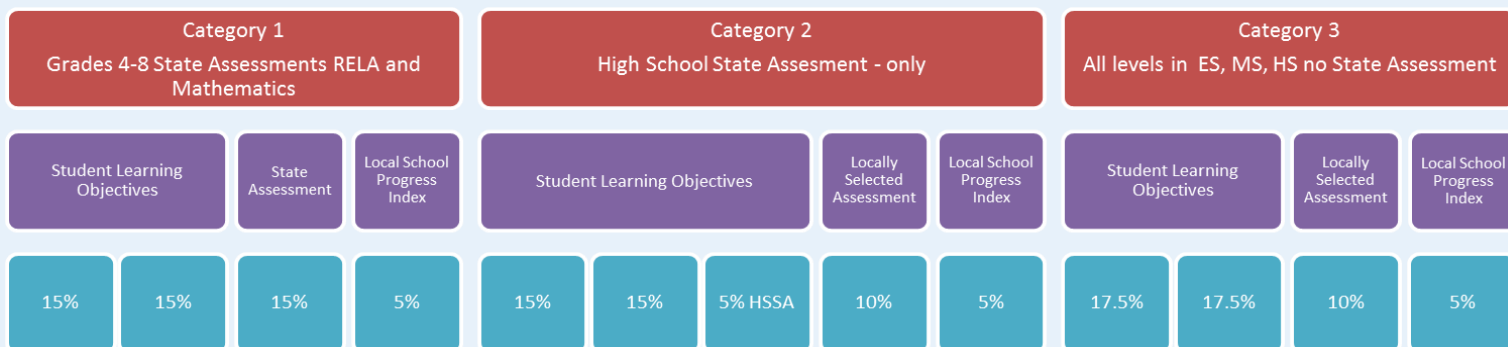 Category 1
Grades 4-8 State Assessments RELA and
Mathematics
Category 2
High School State Assesment - only
Category 3
All levels in ES, MS, HS no State Assessment
Student Learning
Objectives
State
Assessment
Local School
Progress
Index
Student Learning Objectives
Locally
Selected
Assessment
Local School
Progress
Index
Student Learning
Objectives
Locally
Selected
Assessment
Local School
Progress
Index
15%
15%
15%
5%
15%
15%
5% HSSA
10%
5%
17.5%
17.5%
10%
5%